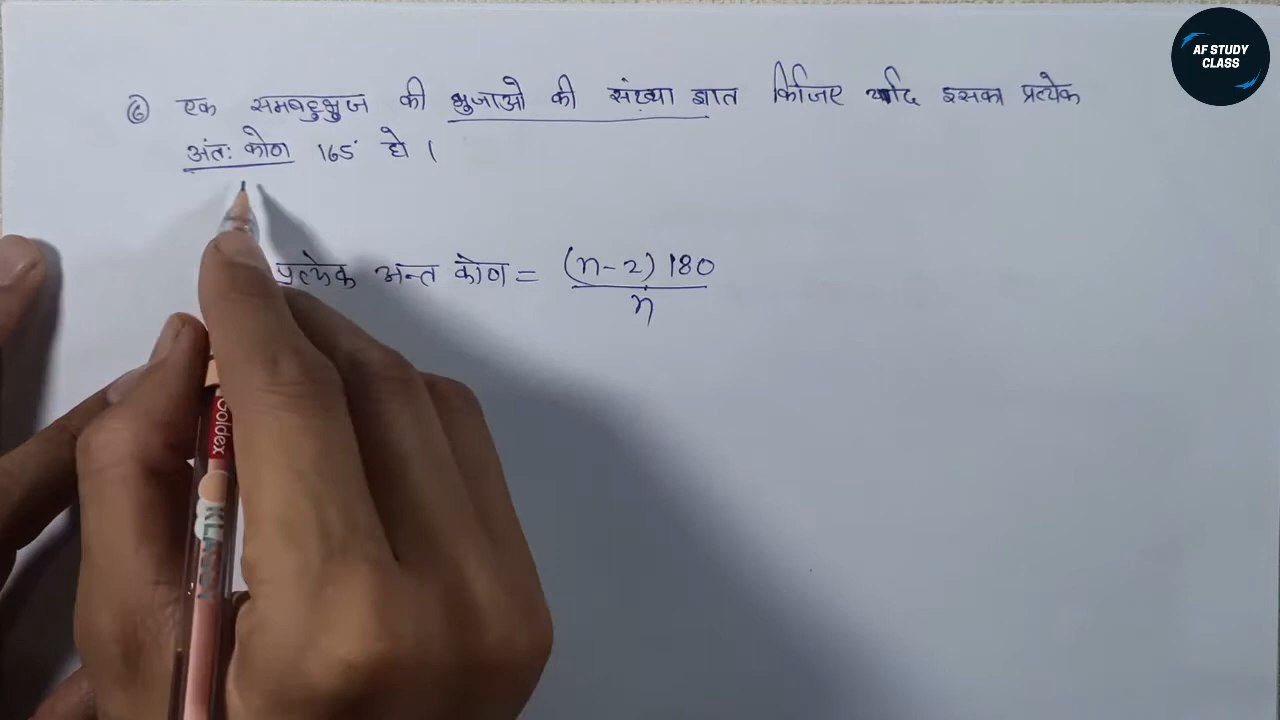 AF STUDY
CLASS
⑥ एक समबहुभुज की भुजाओ की संख्या ज्ञात किजिए यदि इसका प्रत्येक
अंतः कोण 165° हो ।
प्रत्येक अन्त कोण = (n-2) 180
n
Goldex